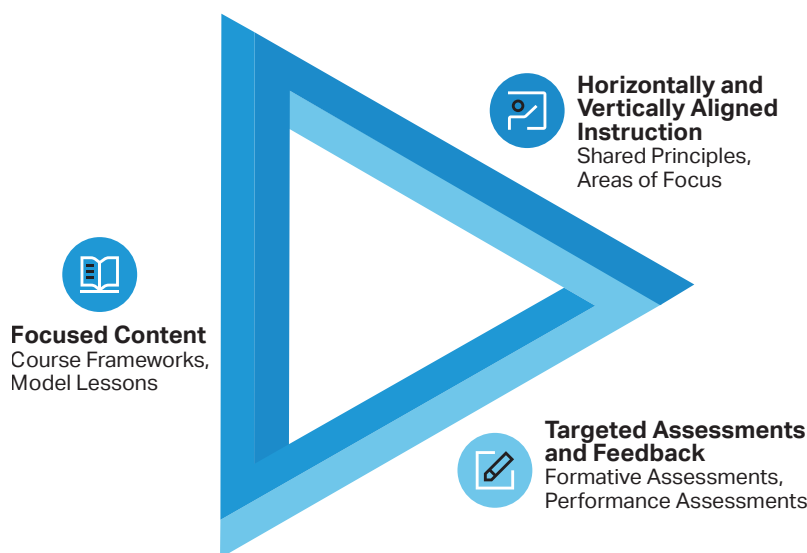 Horizontally and
Vertically Aligned
Instruction
Shared Principles,
Areas of Focus
Focused Content
Course Frameworks,
Model Lessons
Targeted Assessments
and Feedback
Formative Assessments,
Performance Assessments